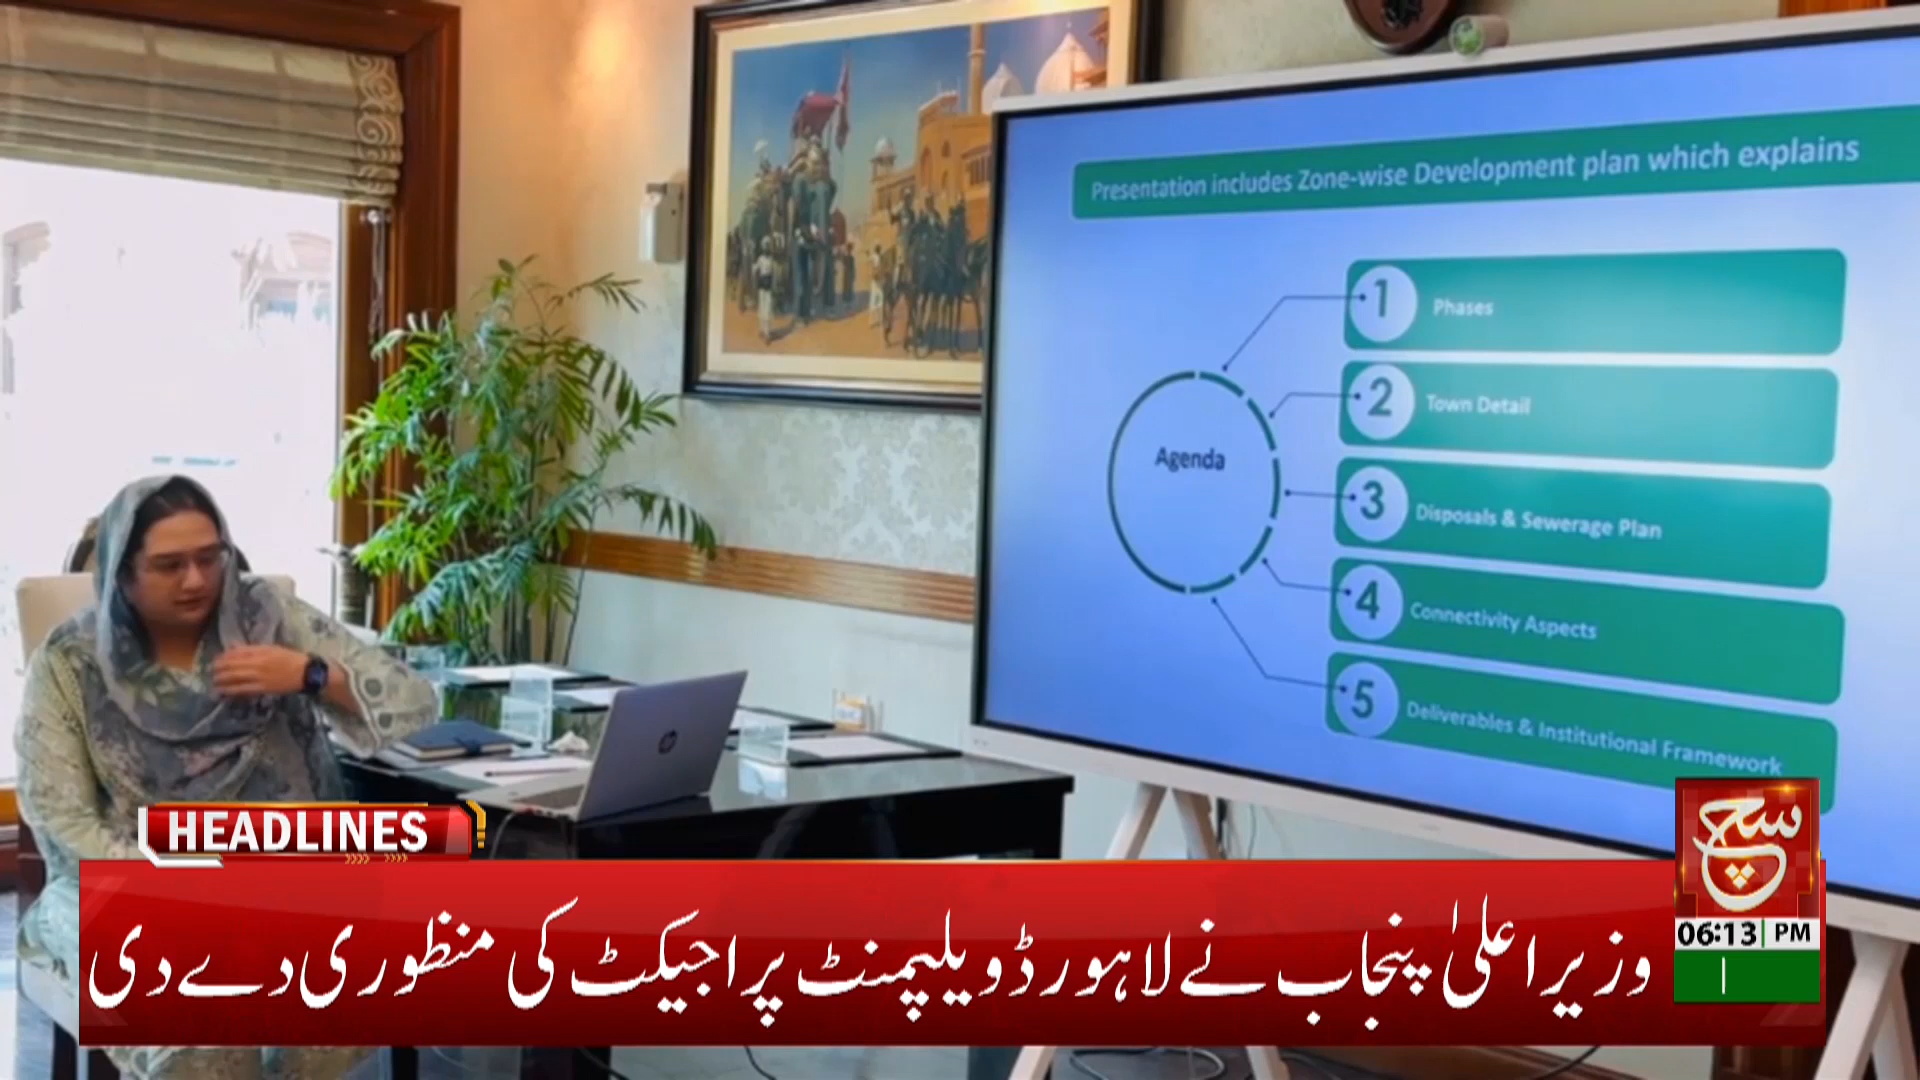 Presentation includes Zone-wise Development plan which explains
Agenda
1 Phases
2 Town Detail
3 Disposals & Sewerage Plan
4 Connectivity Aspects
5 Deliverables & Institutional Framework
hp
HEADLINES
سچ
06:13 PM
وزیراعلیٰ پنجاب نے لاہور ڈویلپمنٹ پراجیکٹ کی منظوری دے دی